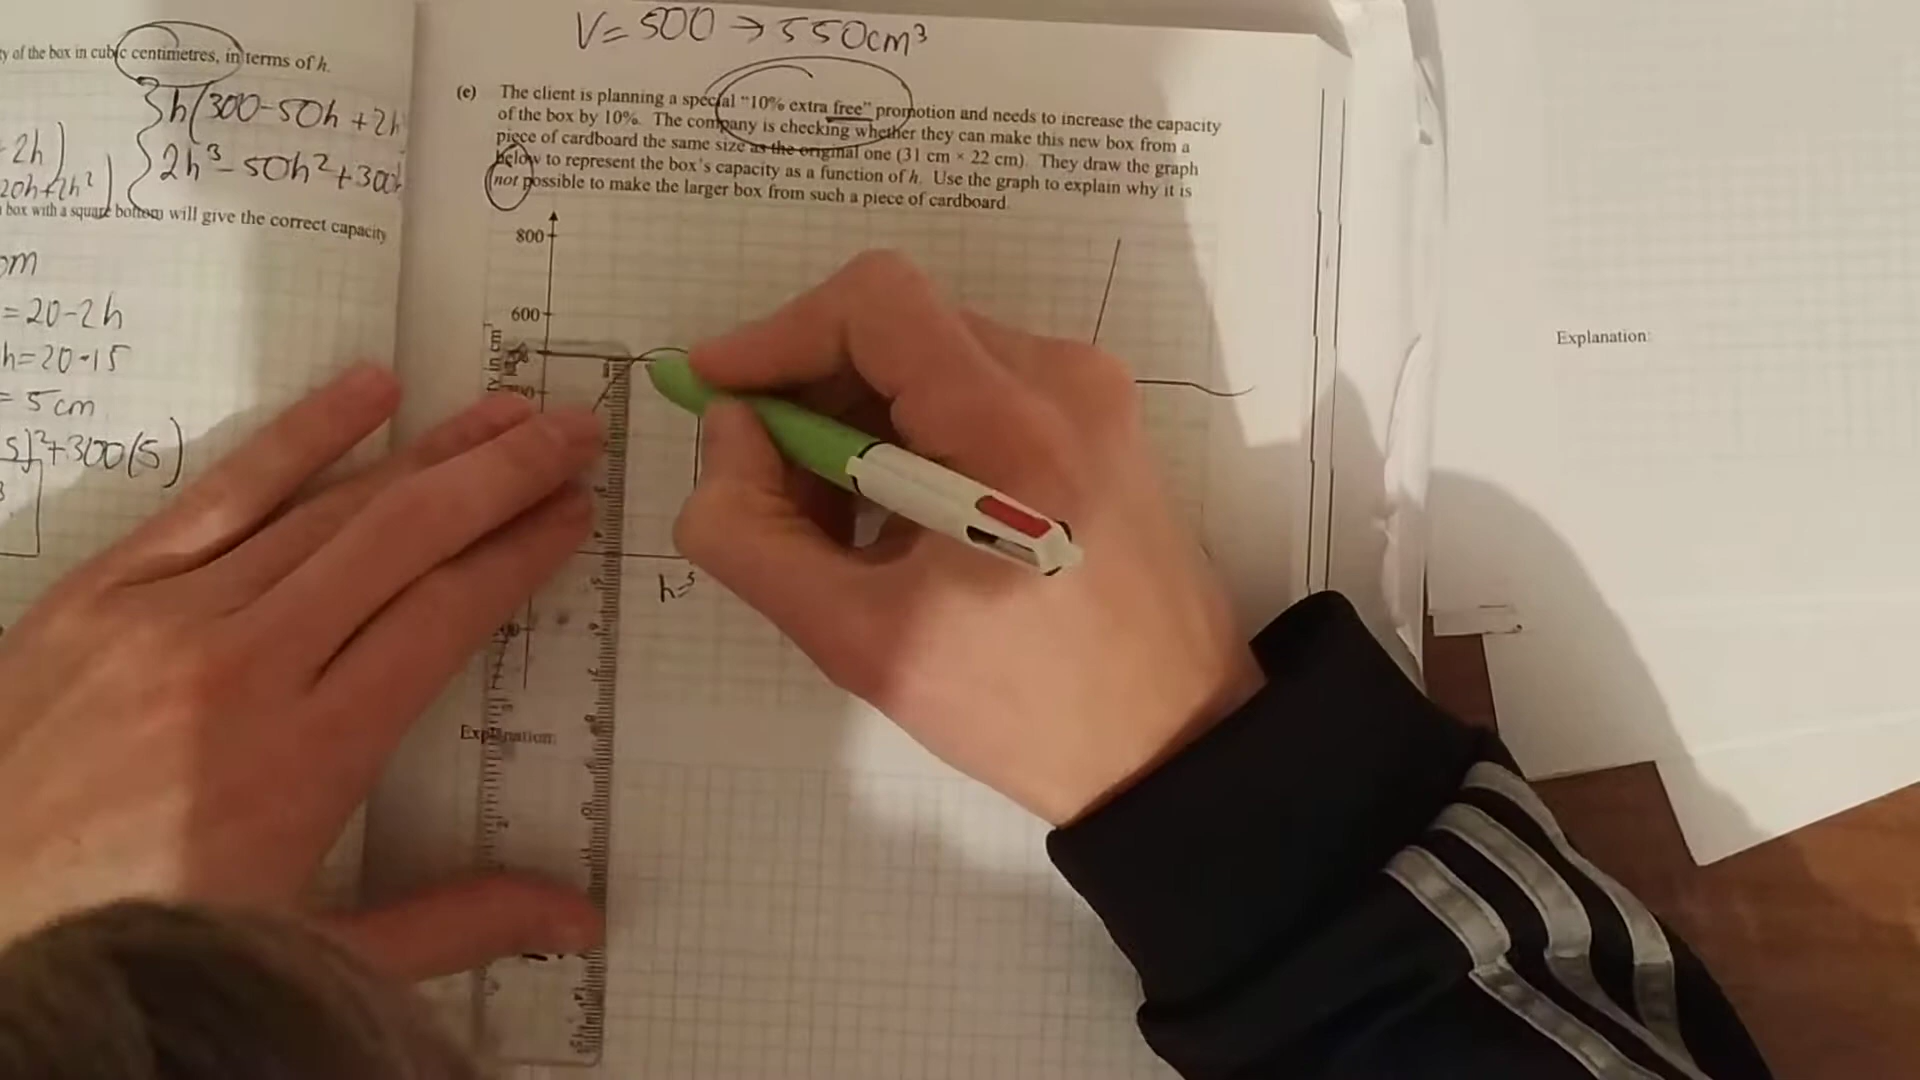 ty of the box in cubic centimetres, in terms of h.
h(300-50h+2h
2h³-50h²+300h
-2h)
20h+2h²)
box with a square bottom will give the correct capacity
=20-2h
h=20-15
=5cm
5)²+300(5)
V=500→550cm³
(e) The client is planning a special “10% extra free” promotion and needs to increase the capacity
of the box by 10%. The company is checking whether they can make this new box from a
piece of cardboard the same size as the original one (31 cm × 22 cm). They draw the graph
below to represent the box’s capacity as a function of h. Use the graph to explain why it is
not possible to make the larger box from such a piece of cardboard.
800
600
h=5
Explanation:
Explanation: